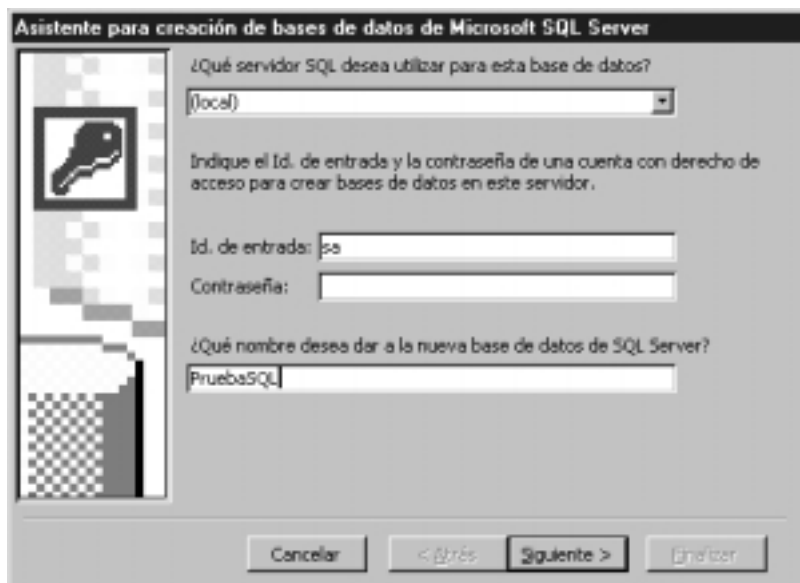 Asistente para creación de bases de datos de Microsoft SQL Server
¿Qué servidor SQL desea utilizar para esta base de datos?
(local)
Indique el Id. de entrada y la contraseña de una cuenta con derecho de
acceso para crear bases de datos en este servidor.
Id. de entrada: sa
Contraseña:
¿Qué nombre desea dar a la nueva base de datos de SQL Server?
PruebaSQL
Cancelar < Atrás Siguiente > Finalizar